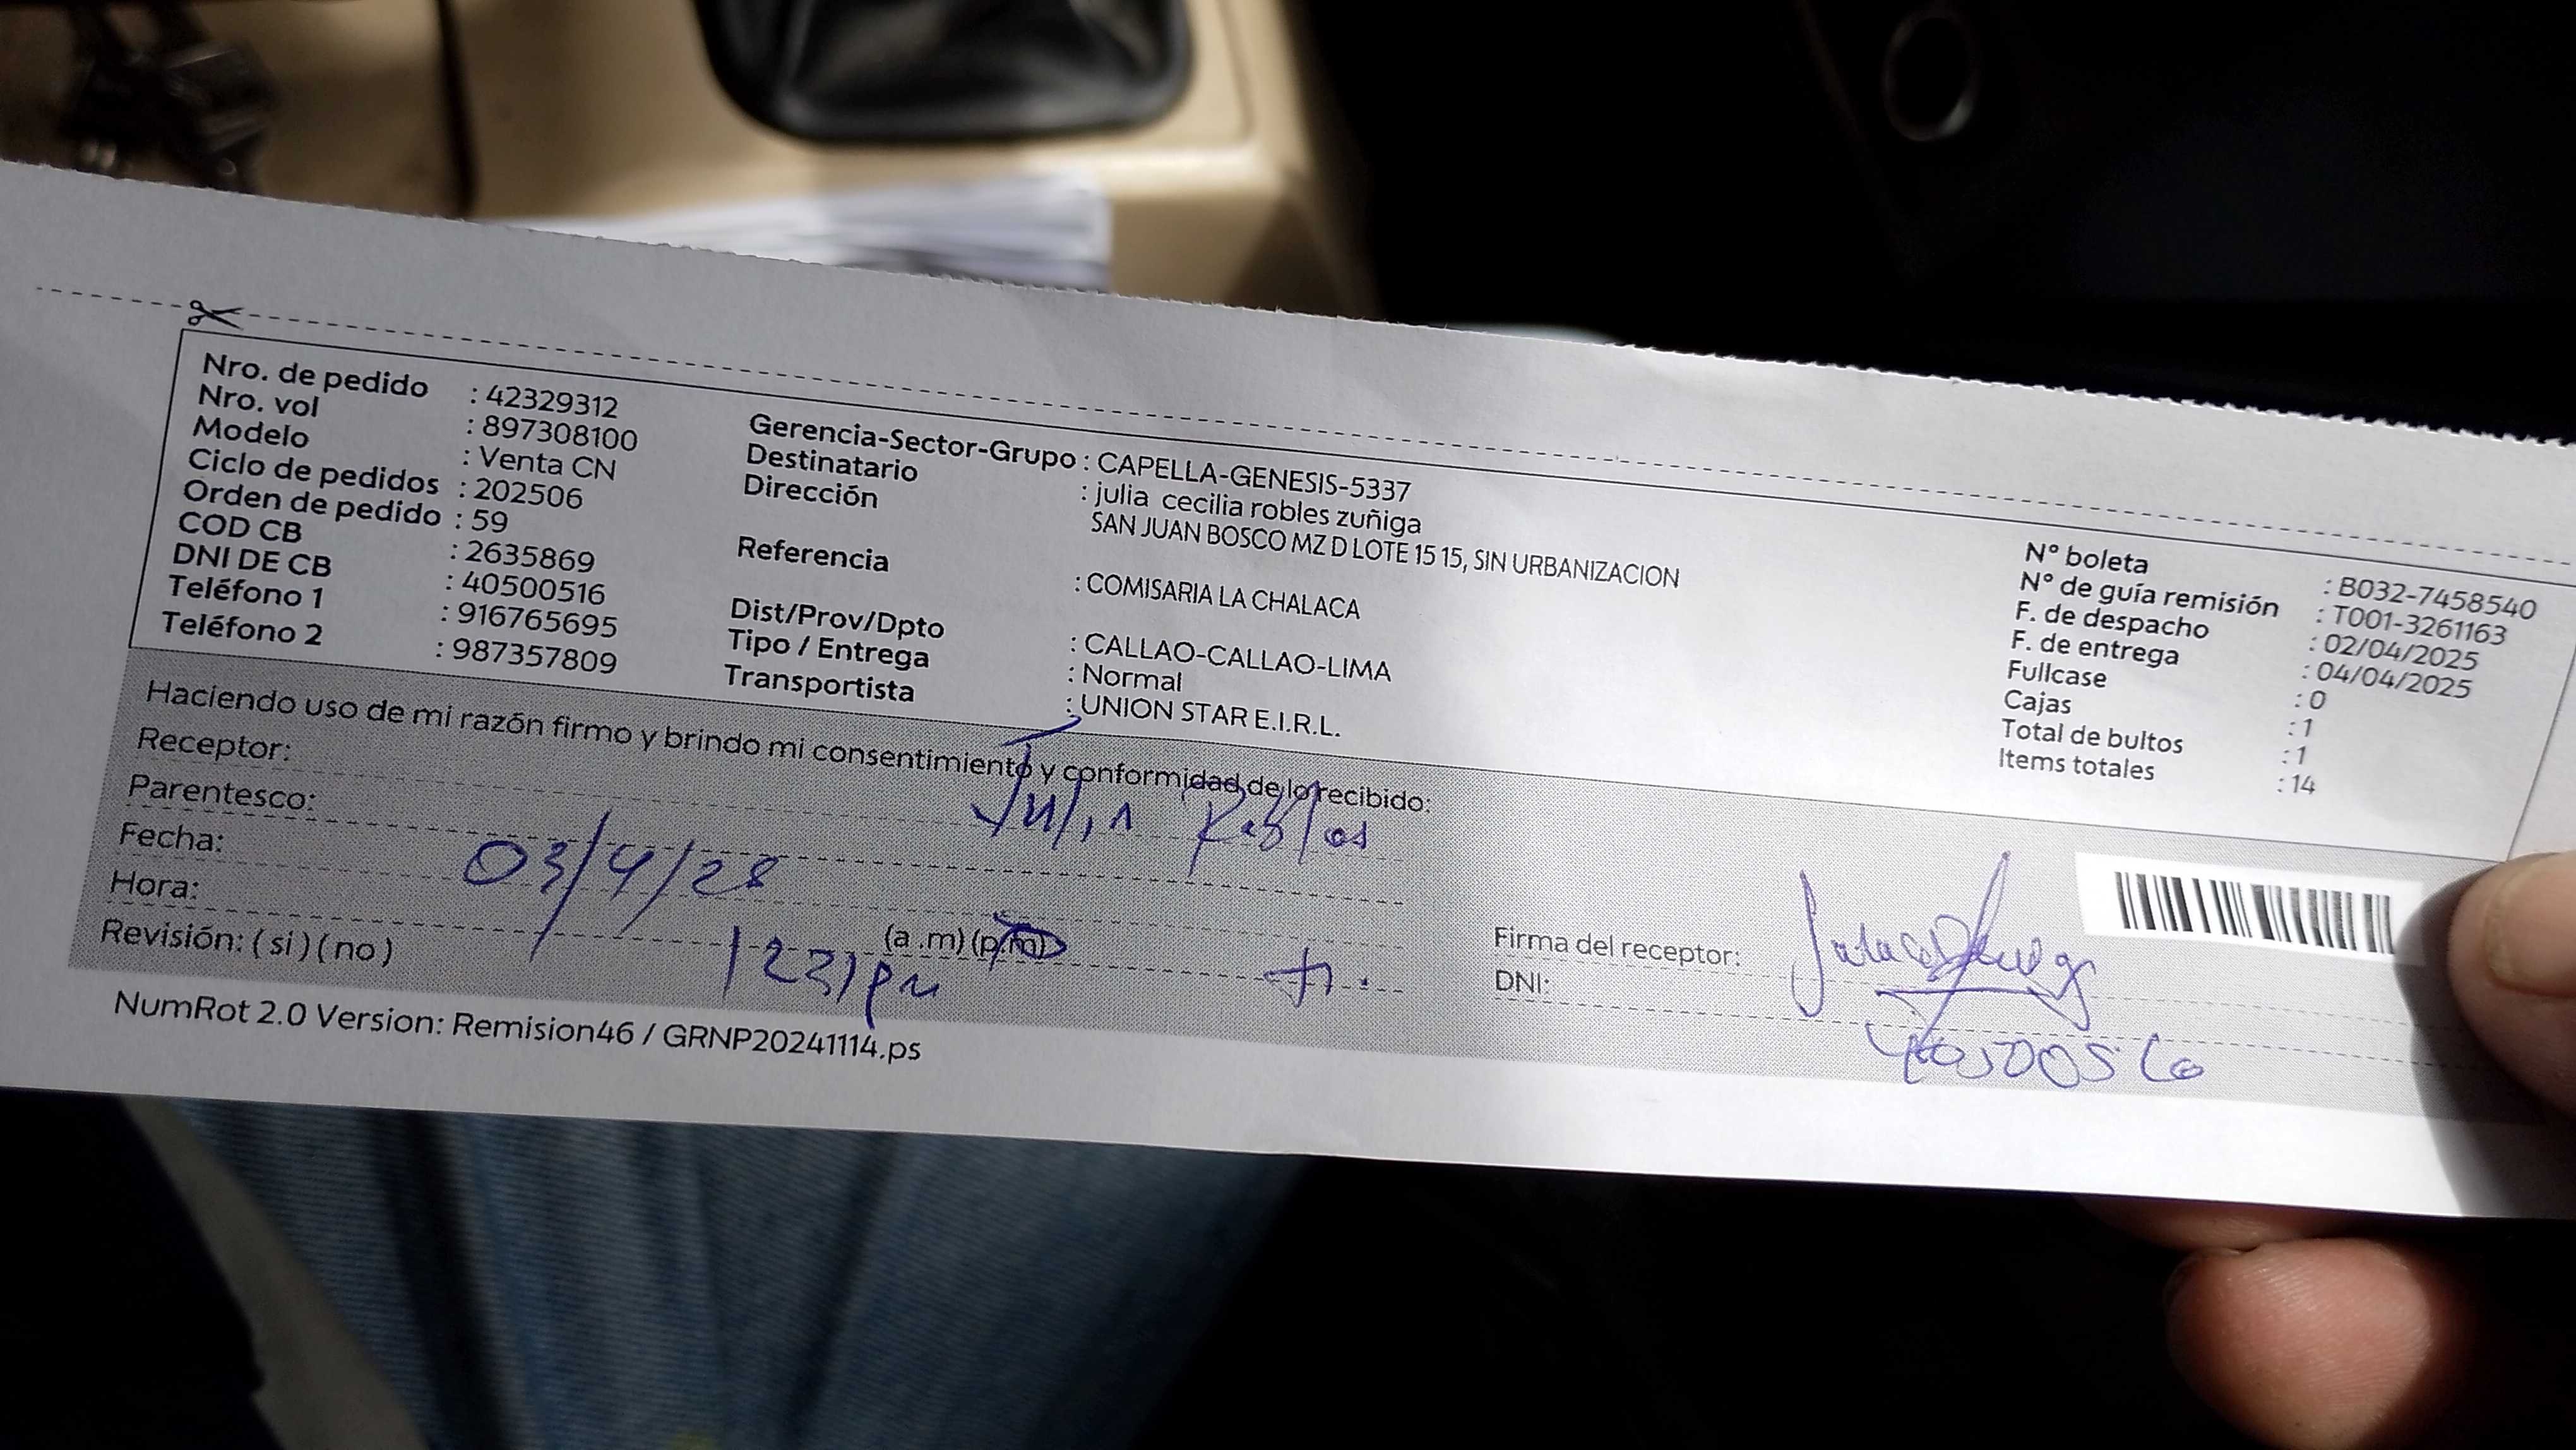 Nro. de pedido : 42329312
Nro. vol : 897308100
Modelo : Venta CN
Ciclo de pedidos : 202506
Orden de pedido : 59
COD CB : 2635869
DNI DE CB : 40500516
Teléfono 1 : 916765695
Teléfono 2 : 987357809
Gerencia-Sector-Grupo : CAPELLA-GENESIS-5337
Destinatario : julia cecilia robles zuñiga
Dirección SAN JUAN BOSCO MZ D LOTE 15 15, SIN URBANIZACION
Referencia : COMISARIA LA CHALACA
Dist/Prov/Dpto : CALLAO-CALLAO-LIMA
Tipo / Entrega : Normal
Transportista : UNION STAR E.I.R.L.
N° boleta : B032-7458540
N° de guía remisión : T001-3261163
F. de despacho : 02/04/2025
F. de entrega : 04/04/2025
Fullcase : 0
Cajas : 1
Total de bultos : 1
Items totales : 14
Haciendo uso de mi razón firmo y brindo mi consentimiento y conformidad de lo recibido:
Receptor: Julia Robles
Parentesco:
Fecha: 03/4/25
Hora: (a.m) (p.m)
Revisión: ( si ) ( no )
Firma del receptor:
DNI:
NumRot 2.0 Version: Remision46 / GRNP20241114.ps